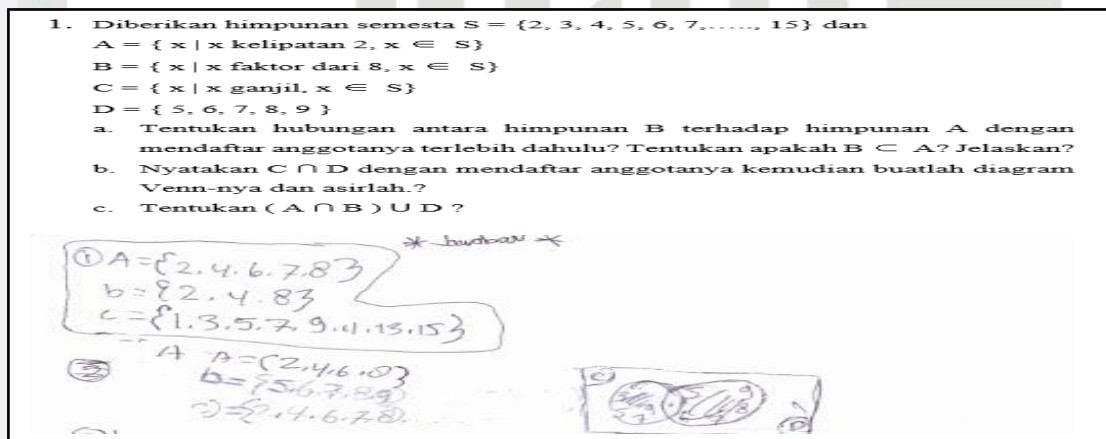 1. Diberikan himpunan semesta S = {2, 3, 4, 5, 6, 7,....., 15} dan
A = { x | x kelipatan 2, x ∈ S}
B = { x | x faktor dari 8, x ∈ S}
C = { x | x ganjil, x ∈ S}
D = { 5, 6, 7, 8, 9 }
a. Tentukan hubungan antara himpunan B terhadap himpunan A dengan
mendaftar anggotanya terlebih dahulu? Tentukan apakah B ⊂ A? Jelaskan?
b. Nyatakan C ∩ D dengan mendaftar anggotanya kemudian buatlah diagram
Venn-nya dan asirlah.?
c. Tentukan ( A ∩ B ) U D ?
① A={2.4.6.7.8}
b={2.4.8}
c={1.3.5.7.9.11.13.15}
② A A={2,4,6,8}
b={5.6.7.8.9}
={2.4.6.7.8}